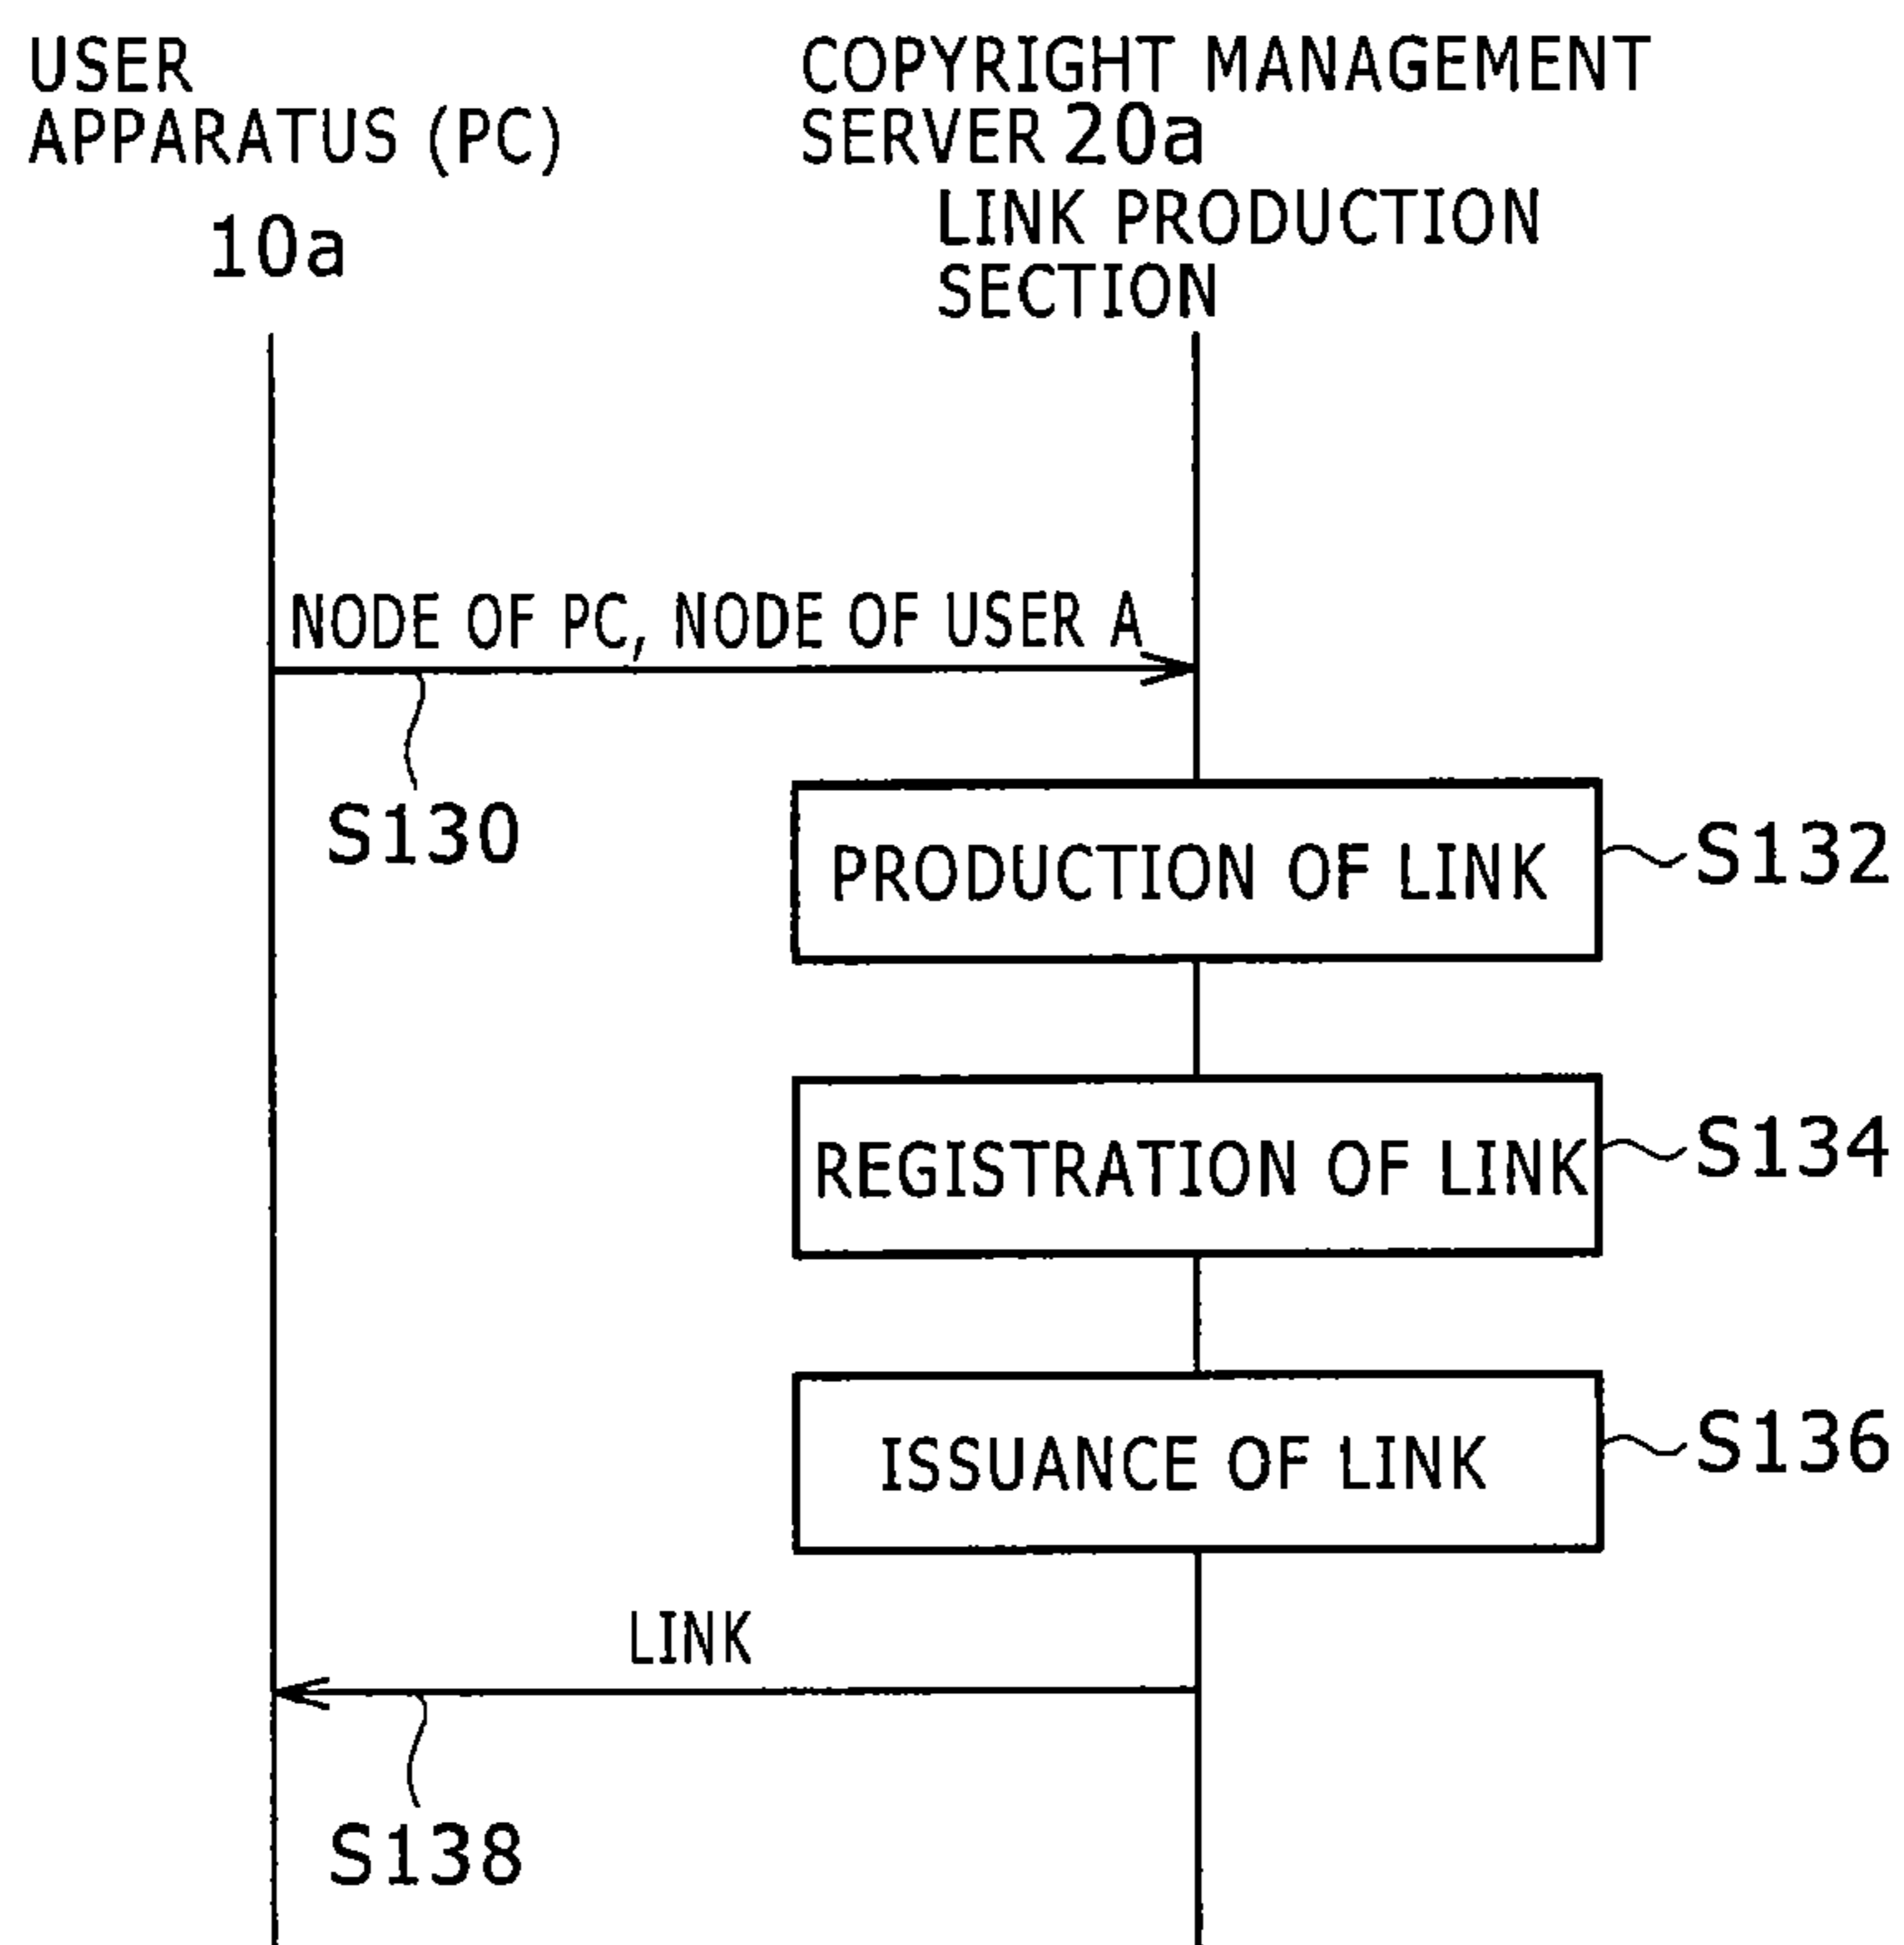 USER
APPARATUS (PC)
10a
COPYRIGHT MANAGEMENT
SERVER 20a
LINK PRODUCTION
SECTION
NODE OF PC, NODE OF USER A
S130
PRODUCTION OF LINK
S132
REGISTRATION OF LINK
S134
ISSUANCE OF LINK
S136
LINK
S138